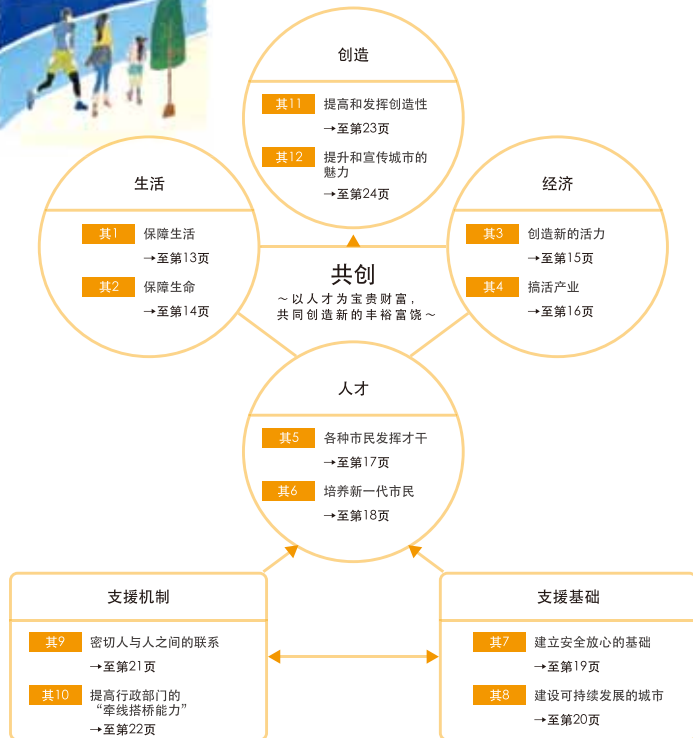 创造
其11 提高和发挥创造性
→至第23页
其12 提升和宣传城市的
魅力
→至第24页
生活
其1 保障生活
→至第13页
其2 保障生命
→至第14页
经济
其3 创造新的活力
→至第15页
其4 搞活产业
→至第16页
共创
～以人才为宝贵财富，
共同创造新的丰裕富饶～
人才
其5 各种市民发挥才干
→至第17页
其6 培养新一代市民
→至第18页
支援机制
其9 密切人与人之间的联系
→至第21页
其10 提高行政部门的
“牵线搭桥能力”
→至第22页
支援基础
其7 建立安全放心的基础
→至第19页
其8 建设可持续发展的城市
→至第20页